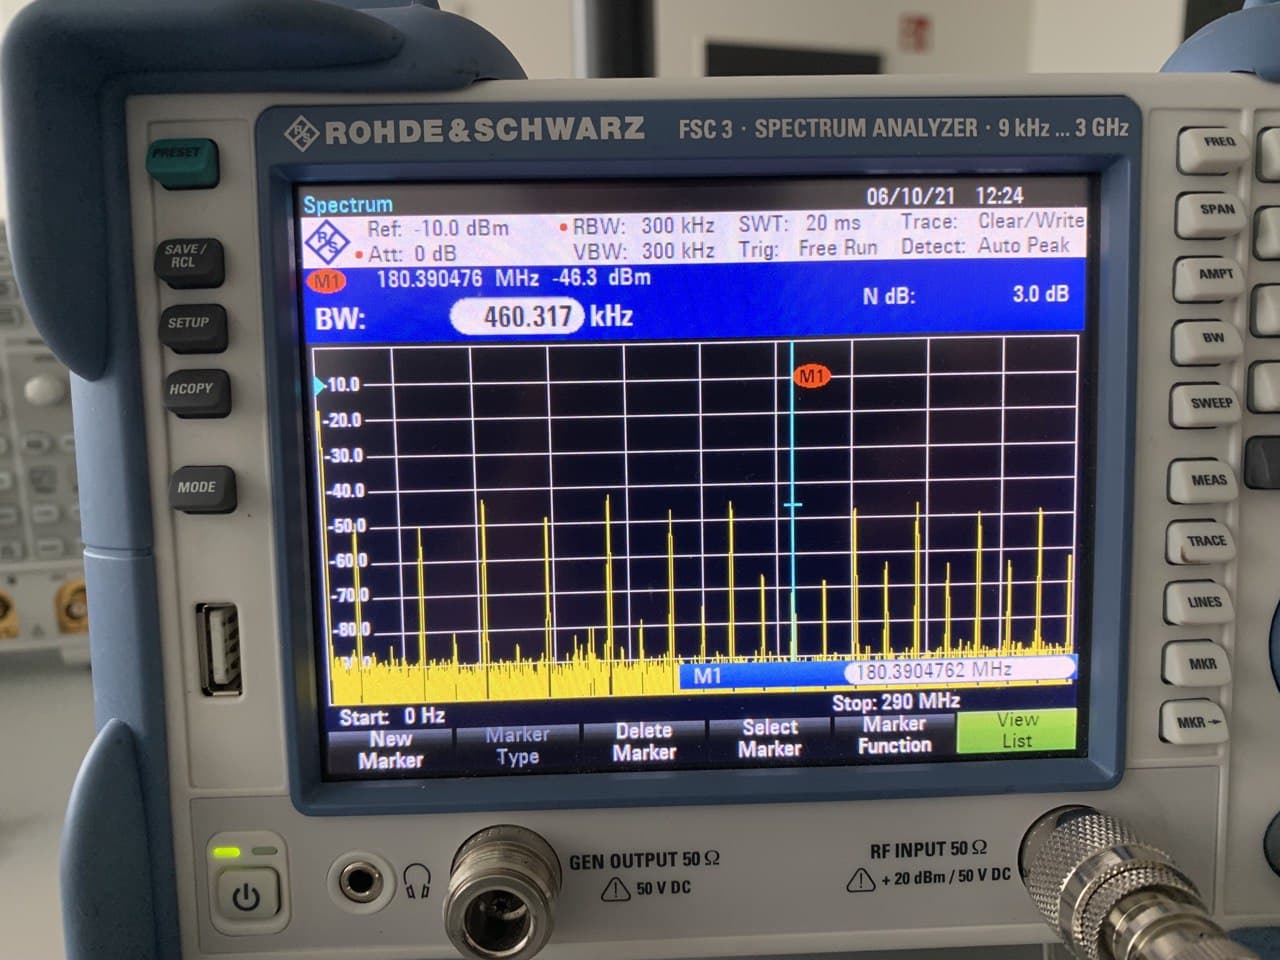 ROHDE&SCHWARZ FSC 3 · SPECTRUM ANALYZER · 9 kHz ... 3 GHz
PRESET
SAVE / RCL
SETUP
HCOPY
MODE
Spectrum 06/10/21 12:24
Ref: -10.0 dBm • RBW: 300 kHz SWT: 20 ms Trace: Clear/Write
• Att: 0 dB VBW: 300 kHz Trig: Free Run Detect: Auto Peak
M1 180.390476 MHz -46.3 dBm
N dB: 3.0 dB
BW: 460.317 kHz
M1
-10.0
-20.0
-30.0
-40.0
-50.0
-60.0
-70.0
-80.0
-90.0
M1 180.3904762 MHz
Start: 0 Hz Stop: 290 MHz
New Marker
Marker Type
Delete Marker
Select Marker
Marker Function
View List
FREQ
SPAN
AMPT
BW
SWEEP
MEAS
TRACE
LINES
MKR
MKR→
GEN OUTPUT 50 Ω
50 V DC
RF INPUT 50 Ω
+ 20 dBm / 50 V DC